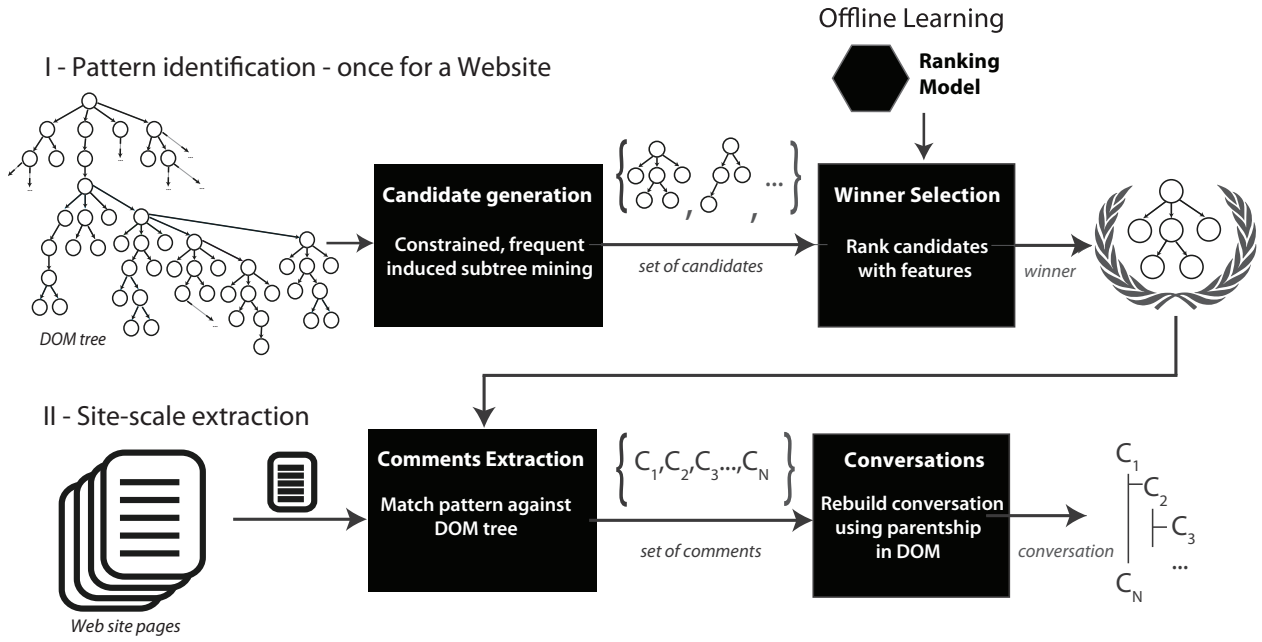 Offline Learning
I - Pattern identification - once for a Website
Ranking
Model
Candidate generation
Constrained, frequent
induced subtree mining
{ , , ... }
set of candidates
Winner Selection
Rank candidates
with features
winner
DOM tree
II - Site-scale extraction
Comments Extraction
Match pattern against
DOM tree
{ C1,C2,C3...,CN }
set of comments
Conversations
Rebuild conversation
using parentship
in DOM
conversation
C1
C2
C3
...
CN
Web site pages